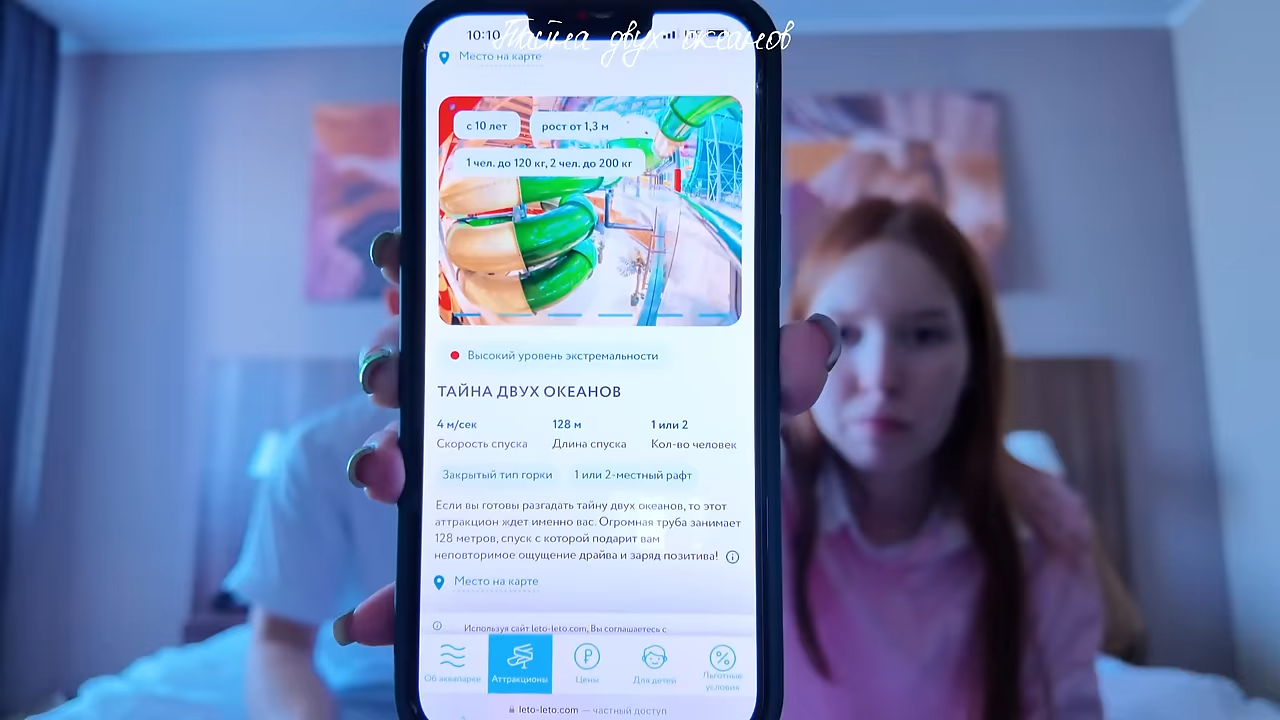 Тайна двух океанов
10:10
Место на карте
с 10 лет
рост от 1,3 м
1 чел. до 120 кг, 2 чел. до 200 кг
Высокий уровень экстремальности
ТАЙНА ДВУХ ОКЕАНОВ
4 м/сек 128 м 1 или 2
Скорость спуска Длина спуска Кол-во человек
Закрытый тип горки 1 или 2-местный рафт
Если вы готовы разгадать тайну двух океанов, то этот
аттракцион ждет именно вас. Огромная труба занимает
128 метров, спуск с которой подарит вам
неповторимое ощущение драйва и заряд позитива!
Место на карте
Используя сайт leto-leto.com, Вы соглашаетесь с
Об аквапарке Аттракционы Цены Для детей Льготные
условия
leto-leto.com — частный доступ